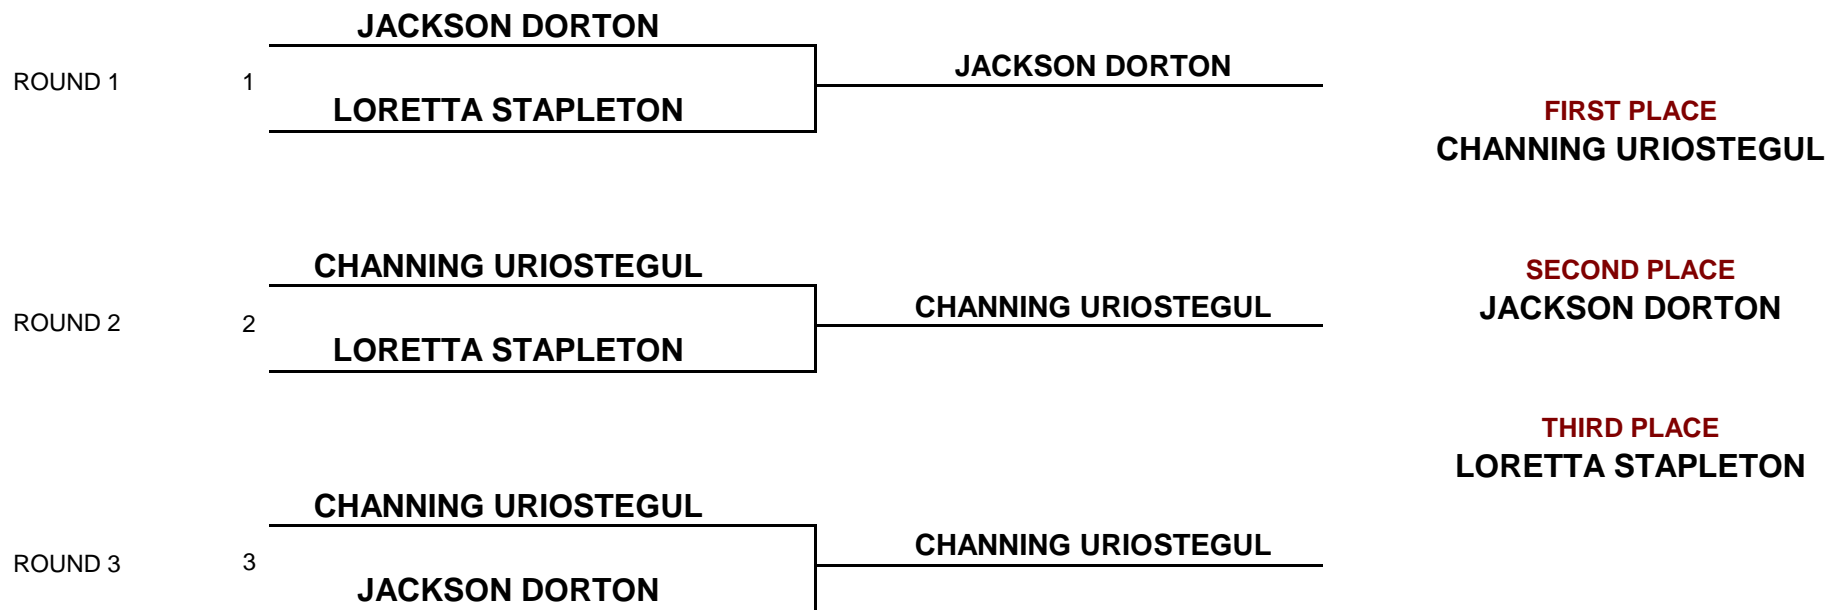 JACKSON DORTON
ROUND 1 1 JACKSON DORTON
LORETTA STAPLETON
FIRST PLACE
CHANNING URIOSTEGUL
CHANNING URIOSTEGUL
ROUND 2 2 CHANNING URIOSTEGUL
LORETTA STAPLETON
SECOND PLACE
JACKSON DORTON
THIRD PLACE
LORETTA STAPLETON
CHANNING URIOSTEGUL
ROUND 3 3 CHANNING URIOSTEGUL
JACKSON DORTON